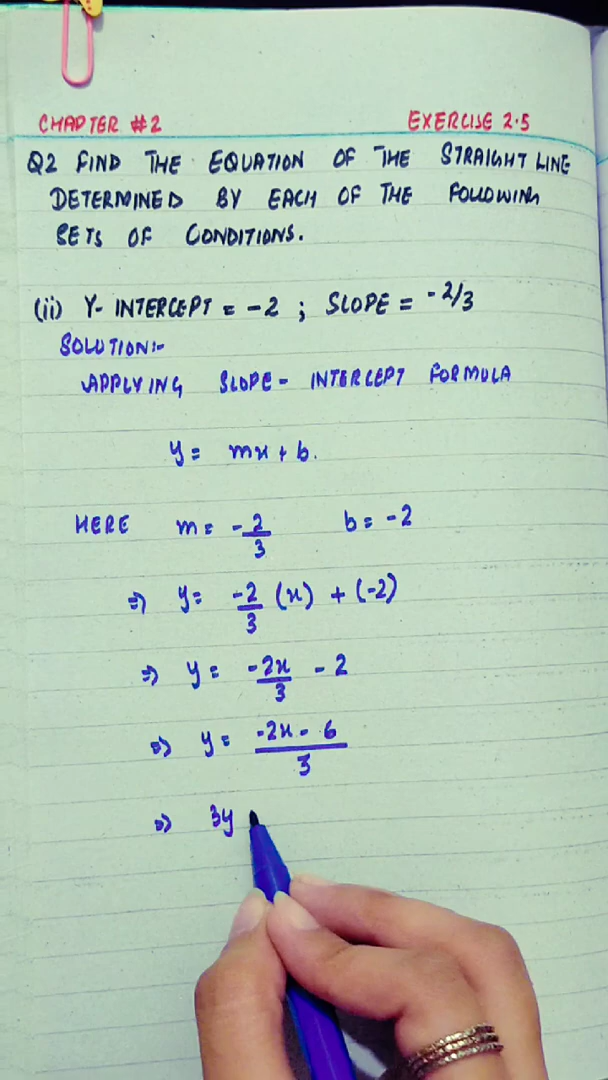 CHAPTER #2 EXERCISE 2.5
Q2 FIND THE EQUATION OF THE STRAIGHT LINE
DETERMINED BY EACH OF THE FOLLOWING
SETS OF CONDITIONS.
(ii) Y-INTERCEPT = -2 ; SLOPE = -2/3
SOLUTION:-
APPLYING SLOPE - INTERCEPT FORMULA
y = mx + b.
HERE m = -2/3 b = -2
⇒ y = -2/3 (x) + (-2)
⇒ y = -2x/3 - 2
⇒ y = -2x - 6/3
⇒ 3y